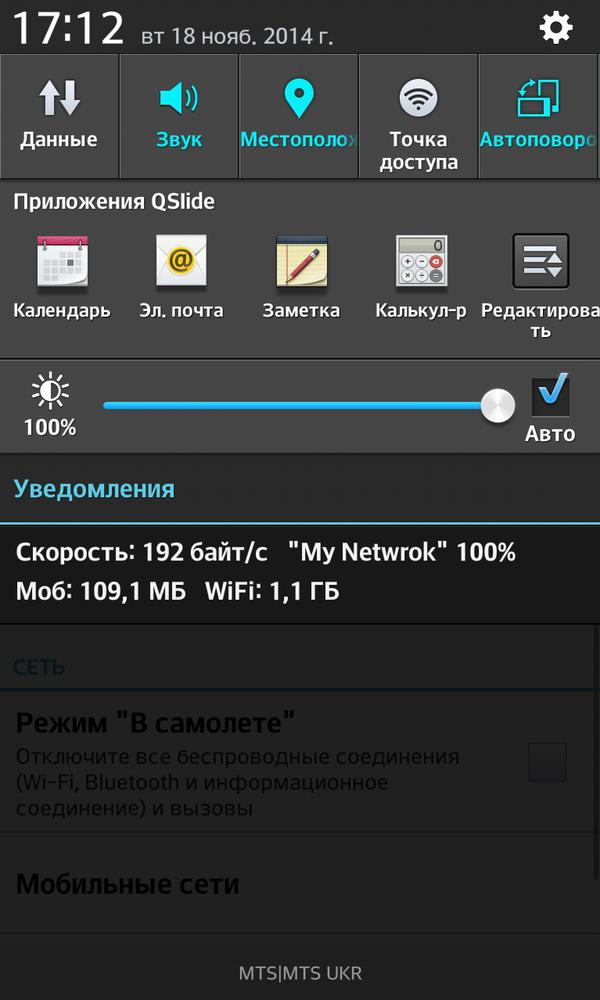 17:12 вт 18 нояб. 2014 г.
Данные Звук Местополож Точка доступа Автоповоро
Приложения QSlide
0
Календарь Эл. почта Заметка Калькул-р Редактировать
100% Авто
Уведомления
Скорость: 192 байт/с "My Netwrok" 100%
Моб: 109,1 МБ WiFi: 1,1 ГБ
СЕТЬ
Режим "В самолете"
Отключите все беспроводные соединения
(Wi-Fi, Bluetooth и информационное
соединение) и вызовы
Мобильные сети
MTS|MTS UKR